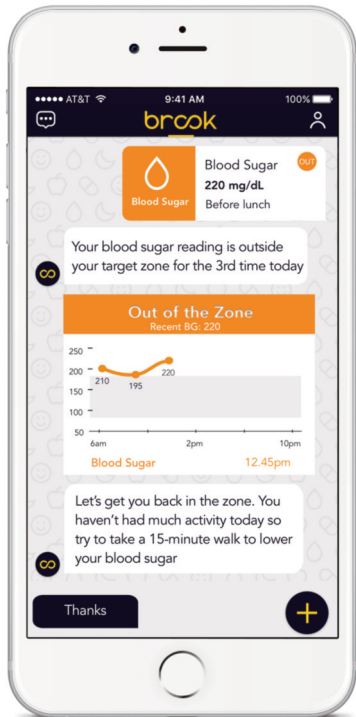 ●●●●● AT&T
9:41 AM
100%
brook
Blood Sugar
OUT
220 mg/dL
Blood Sugar
Before lunch
Your blood sugar reading is outside
your target zone for the 3rd time today
Out of the Zone
Recent BG: 220
250
200
150
100
50
210
195
220
6am
2pm
10pm
Blood Sugar
12.45pm
Let's get you back in the zone. You
haven't had much activity today so
try to take a 15-minute walk to lower
your blood sugar
Thanks